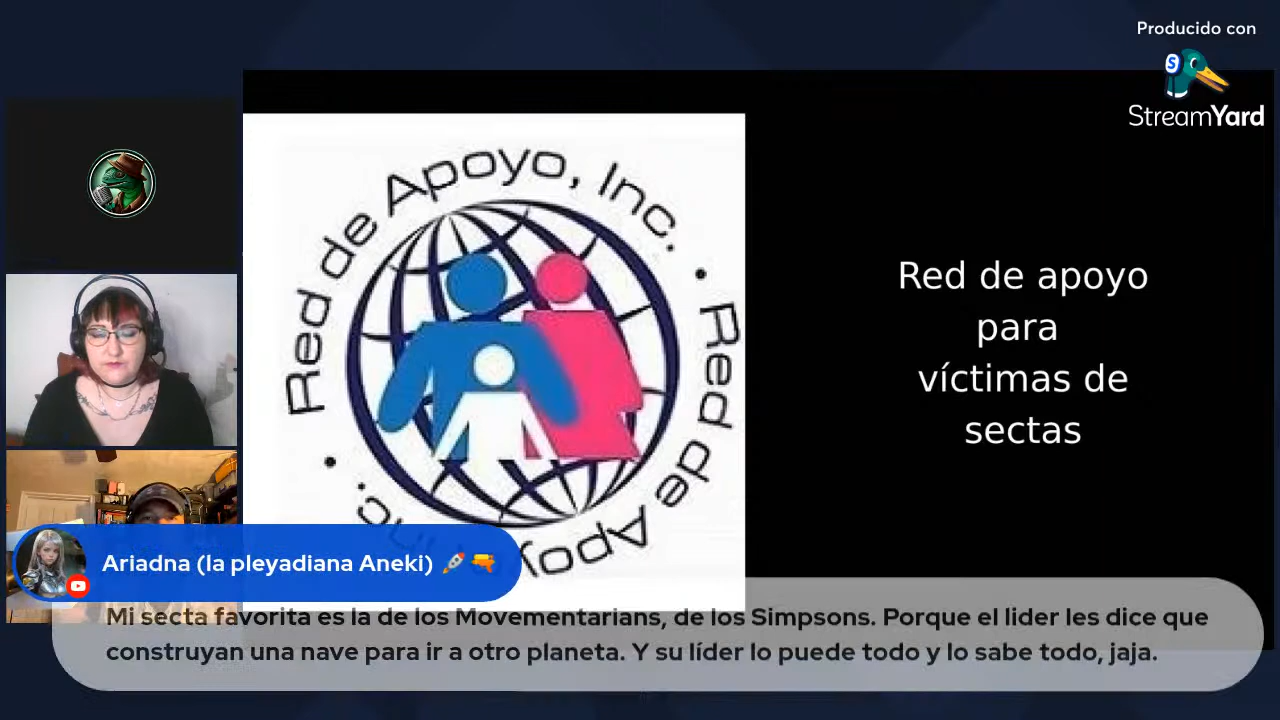 Producido con
StreamYard
Red de Apoyo, Inc. • Red de Apoyo, Inc. •
Red de apoyo
para
víctimas de
sectas
Ariadna (la pleyadiana Aneki) 🚀 🔫
Mi secta favorita es la de los Movementarians, de los Simpsons. Porque el lider les dice que
construyan una nave para ir a otro planeta. Y su líder lo puede todo y lo sabe todo, jaja.